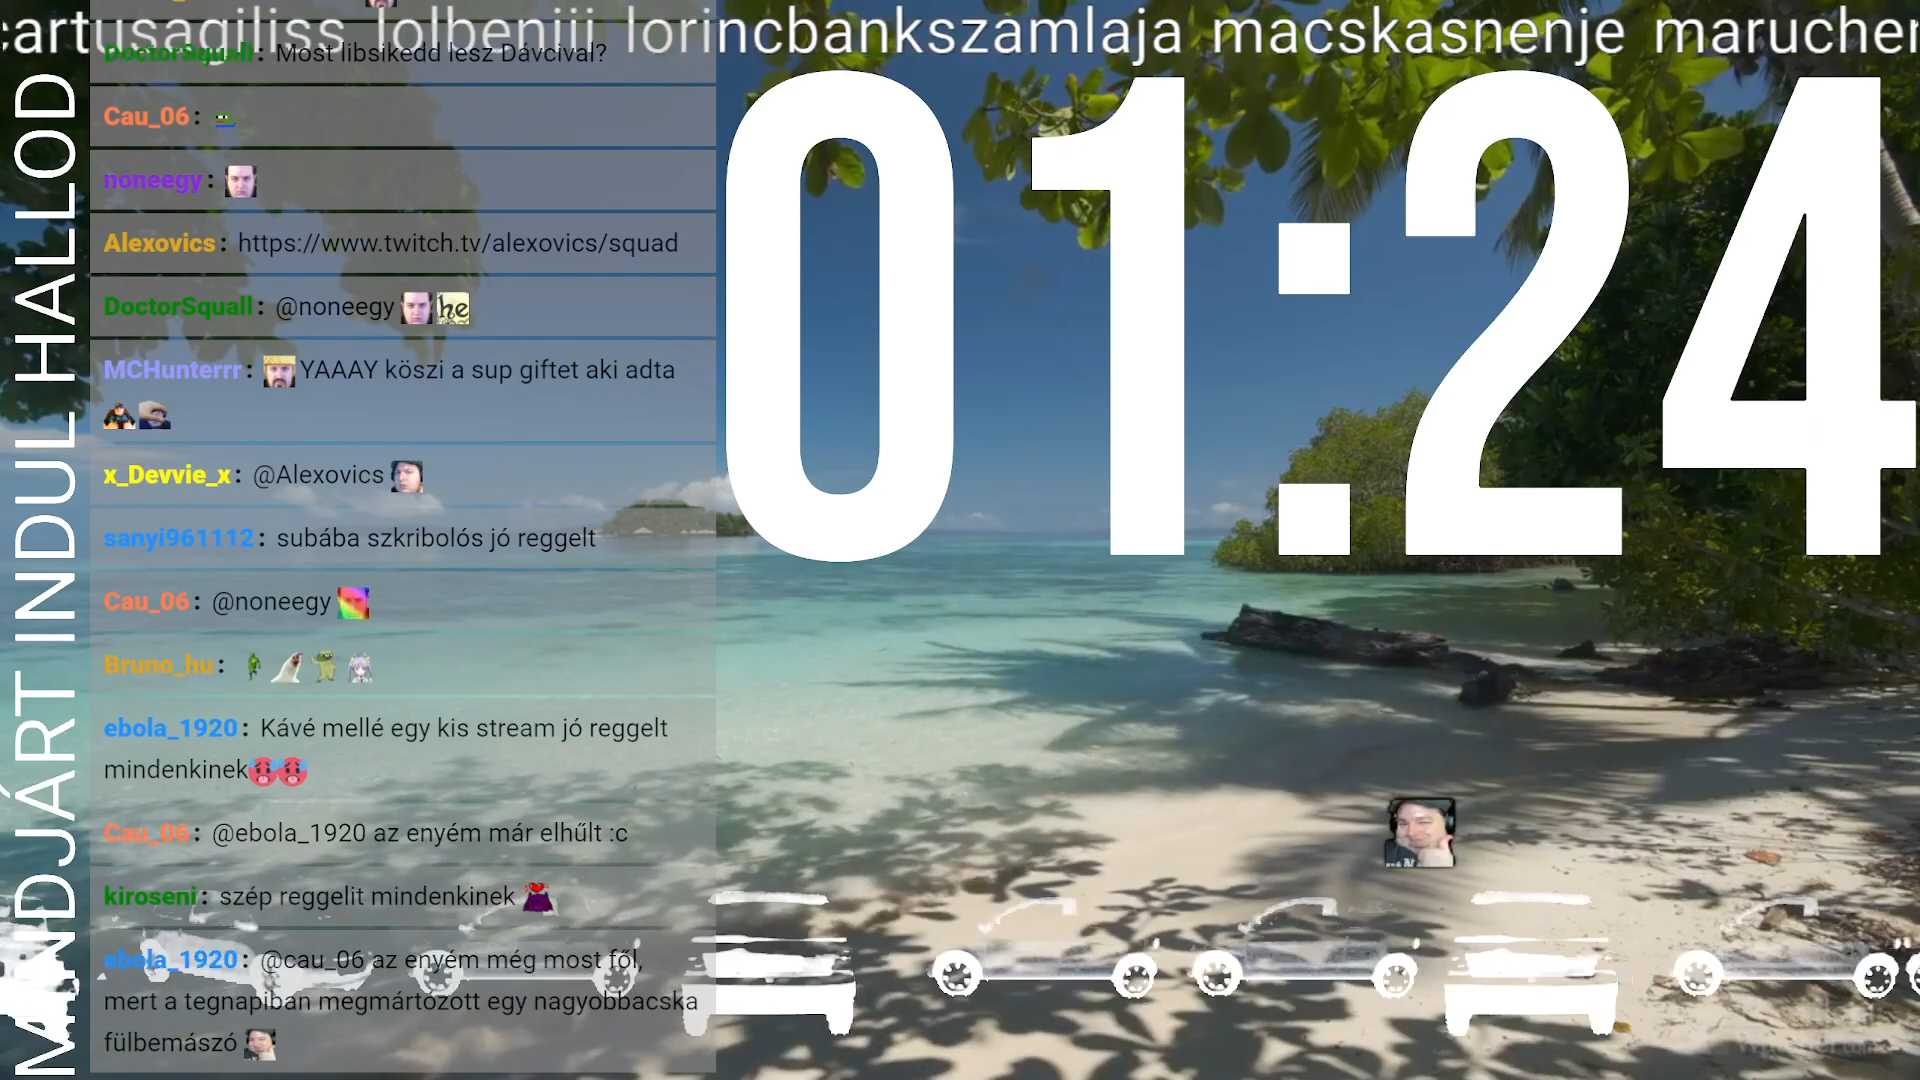 cartusagiliss lolbeniii lorincbankszamlaja macskasnenje marucher
MANDJÁRT INDUL HALLOD
01:24
DoctorSquall: Most libsikedd lesz Dávcival?
Cau_06:
noneegy:
Alexovics: https://www.twitch.tv/alexovics/squad
DoctorSquall: @noneegy he
MCHunterrr: YAAAY köszi a sup giftet aki adta
x_Devvie_x: @Alexovics
sanyi961112: subába szkribolós jó reggelt
Cau_06: @noneegy
Bruno_hu:
ebola_1920: Kávé mellé egy kis stream jó reggelt
mindenkinek
Cau_06: @ebola_1920 az enyém már elhűlt :c
kiroseni: szép reggelit mindenkinek
ebola_1920: @cau_06 az enyém még most fől,
mert a tegnapiban megmártózott egy nagyobbacska
fülbemászó